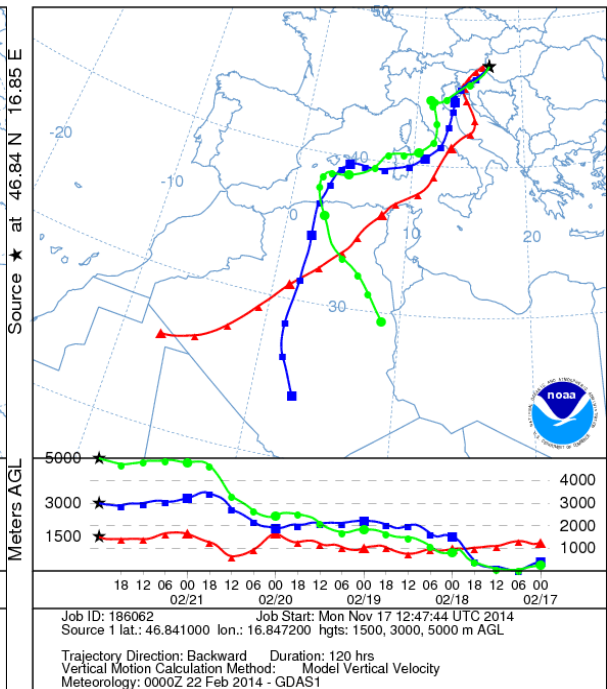 50
-20
40
-10
0
10
20
30
Source ★ at 46.84 N 16.85 E
noaa
Meters AGL
5000
3000
1500
4000
3000
2000
1000
18 12 06 00 18 12 06 00 18 12 06 00 18 12 06 00 18 12 06 00
02/21 02/20 02/19 02/18 02/17
Job ID: 186062 Job Start: Mon Nov 17 12:47:44 UTC 2014
Source 1 lat.: 46.841000 lon.: 16.847200 hgts: 1500, 3000, 5000 m AGL
Trajectory Direction: Backward Duration: 120 hrs
Vertical Motion Calculation Method: Model Vertical Velocity
Meteorology: 0000Z 22 Feb 2014 - GDAS1